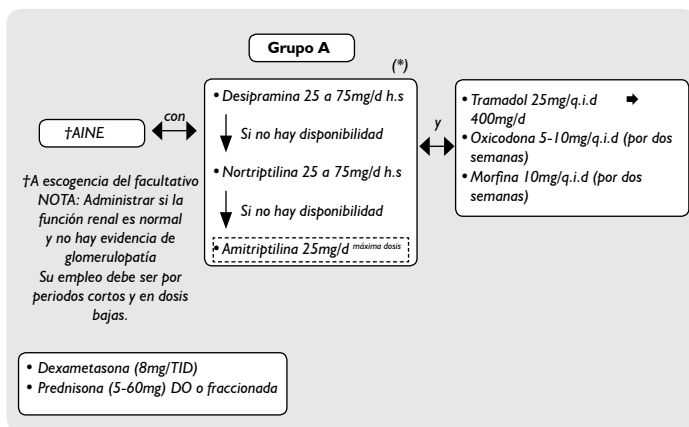 Grupo A
(*)
†AINE
con
• Desipramina 25 a 75mg/d h.s
Si no hay disponibilidad
• Nortriptilina 25 a 75mg/d h.s
Si no hay disponibilidad
• Amitriptilina 25mg/d máxima dosis
y
• Tramadol 25mg/q.i.d ➡
400mg/d
• Oxicodona 5-10mg/q.i.d (por dos
semanas)
• Morfina 10mg/q.i.d (por dos
semanas)
†A escogencia del facultativo
NOTA: Administrar si la
función renal es normal
y no hay evidencia de
glomerulopatía
Su empleo debe ser por
periodos cortos y en dosis
bajas.
• Dexametasona (8mg/TID)
• Prednisona (5-60mg) DO o fraccionada